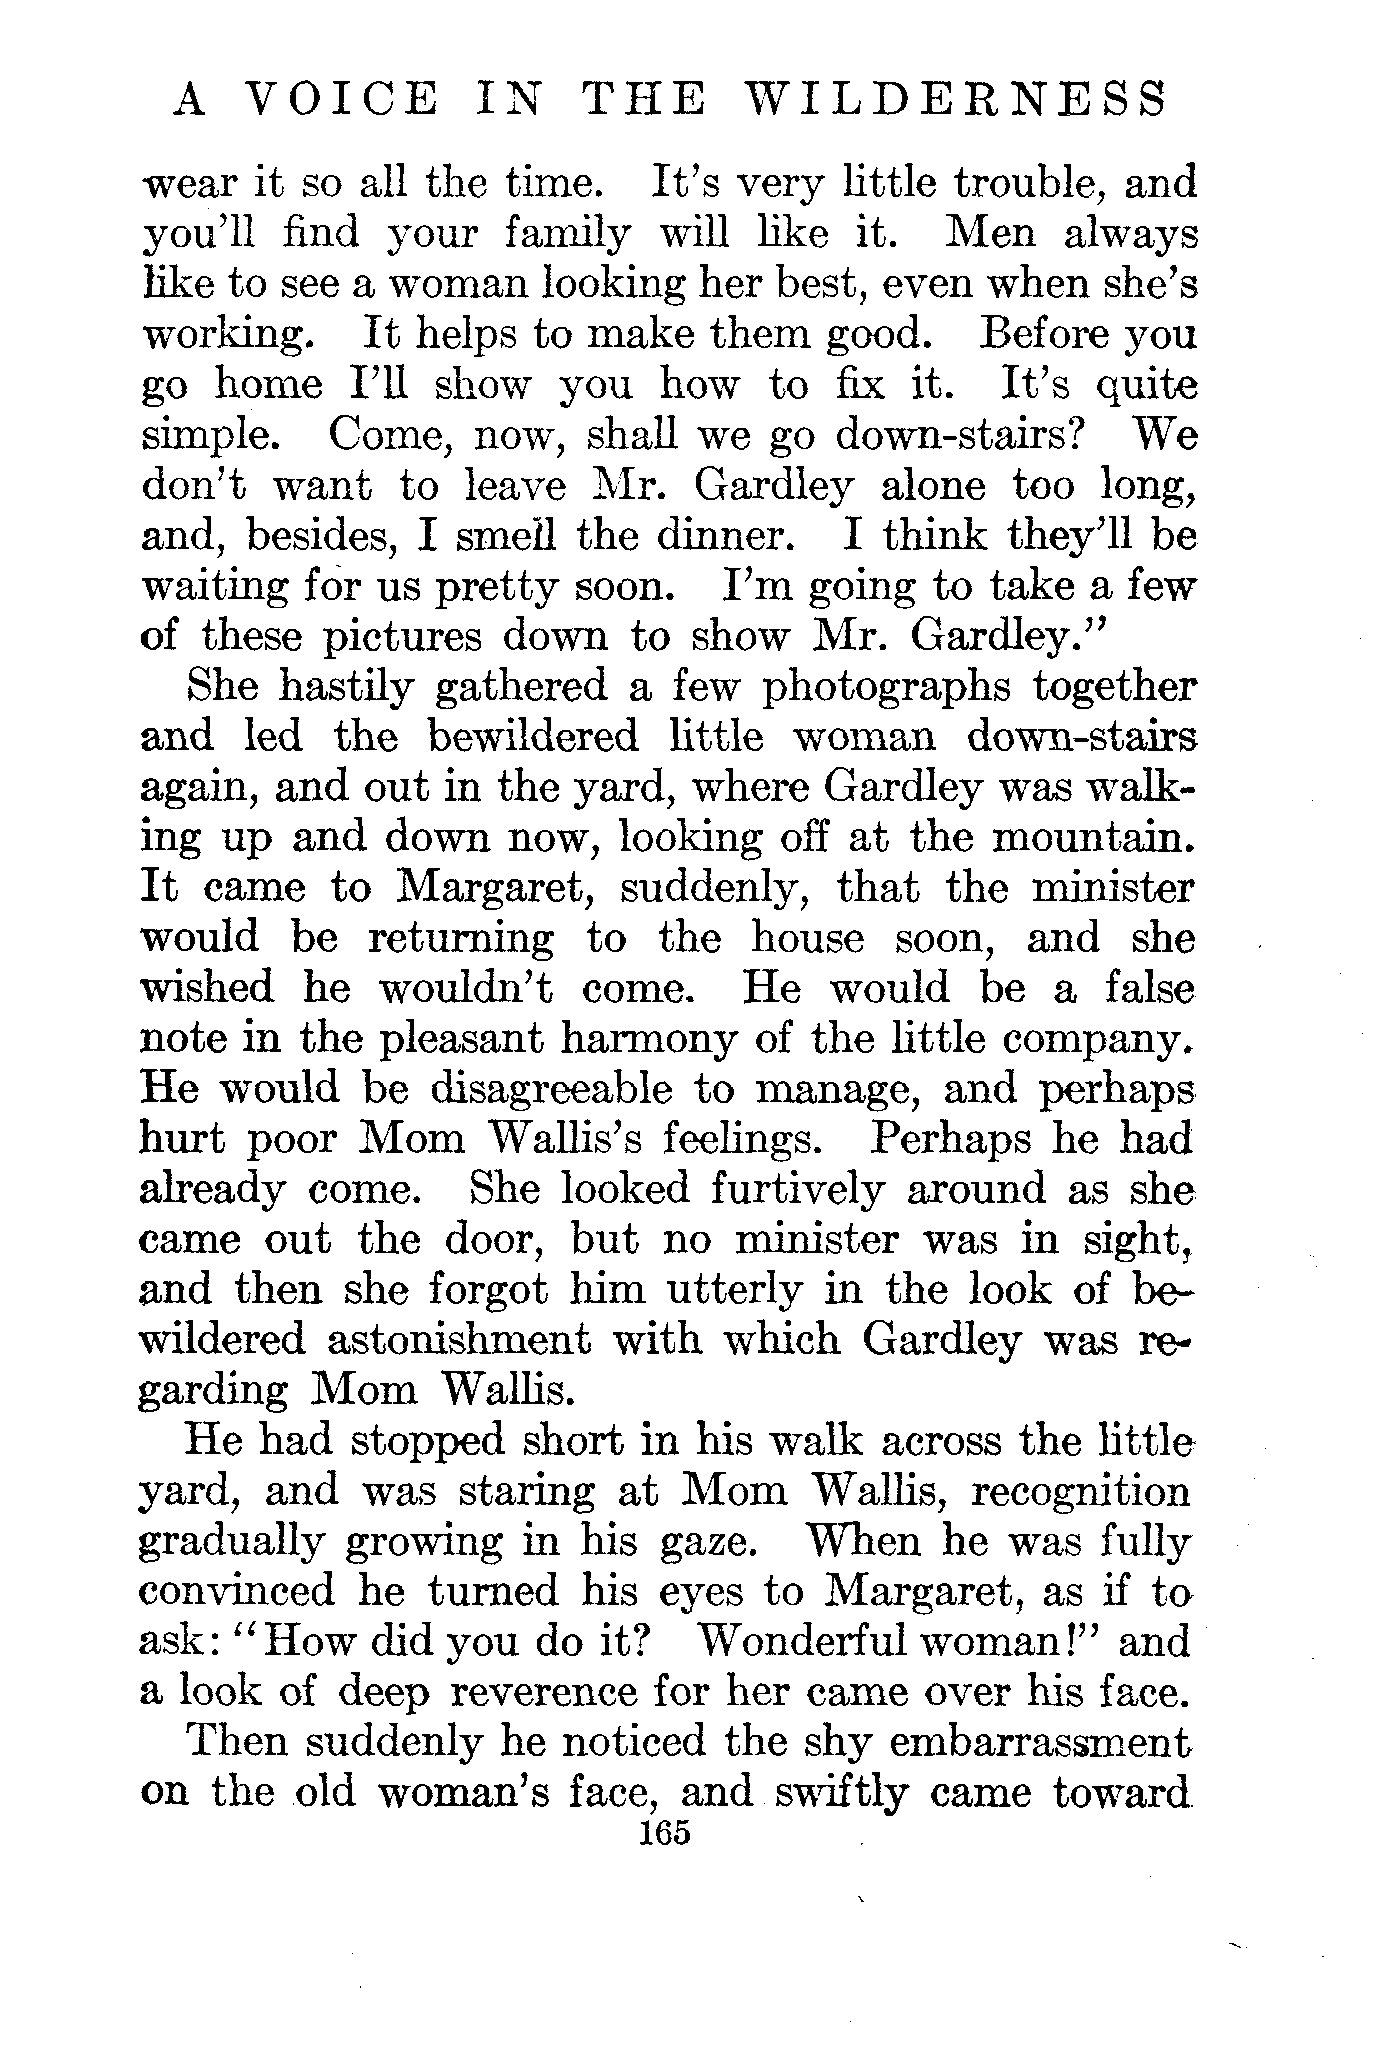 A VOICE IN THE WILDERNESS
wear it so all the time. It's very little trouble, and
you'll find your family will like it. Men always
like to see a woman looking her best, even when she's
working. It helps to make them good. Before you
go home I'll show you how to fix it. It's quite
simple. Come, now, shall we go down-stairs? We
don't want to leave Mr. Gardley alone too long,
and, besides, I smell the dinner. I think they'll be
waiting for us pretty soon. I'm going to take a few
of these pictures down to show Mr. Gardley."
She hastily gathered a few photographs together
and led the bewildered little woman down-stairs
again, and out in the yard, where Gardley was walk-
ing up and down now, looking off at the mountain.
It came to Margaret, suddenly, that the minister
would be returning to the house soon, and she
wished he wouldn't come. He would be a false
note in the pleasant harmony of the little company.
He would be disagreeable to manage, and perhaps
hurt poor Mom Wallis's feelings. Perhaps he had
already come. She looked furtively around as she
came out the door, but no minister was in sight,
and then she forgot him utterly in the look of be-
wildered astonishment with which Gardley was re-
garding Mom Wallis.
He had stopped short in his walk across the little
yard, and was staring at Mom Wallis, recognition
gradually growing in his gaze. When he was fully
convinced he turned his eyes to Margaret, as if to
ask: "How did you do it? Wonderful woman!" and
a look of deep reverence for her came over his face.
Then suddenly he noticed the shy embarrassment
on the old woman's face, and swiftly came toward
165